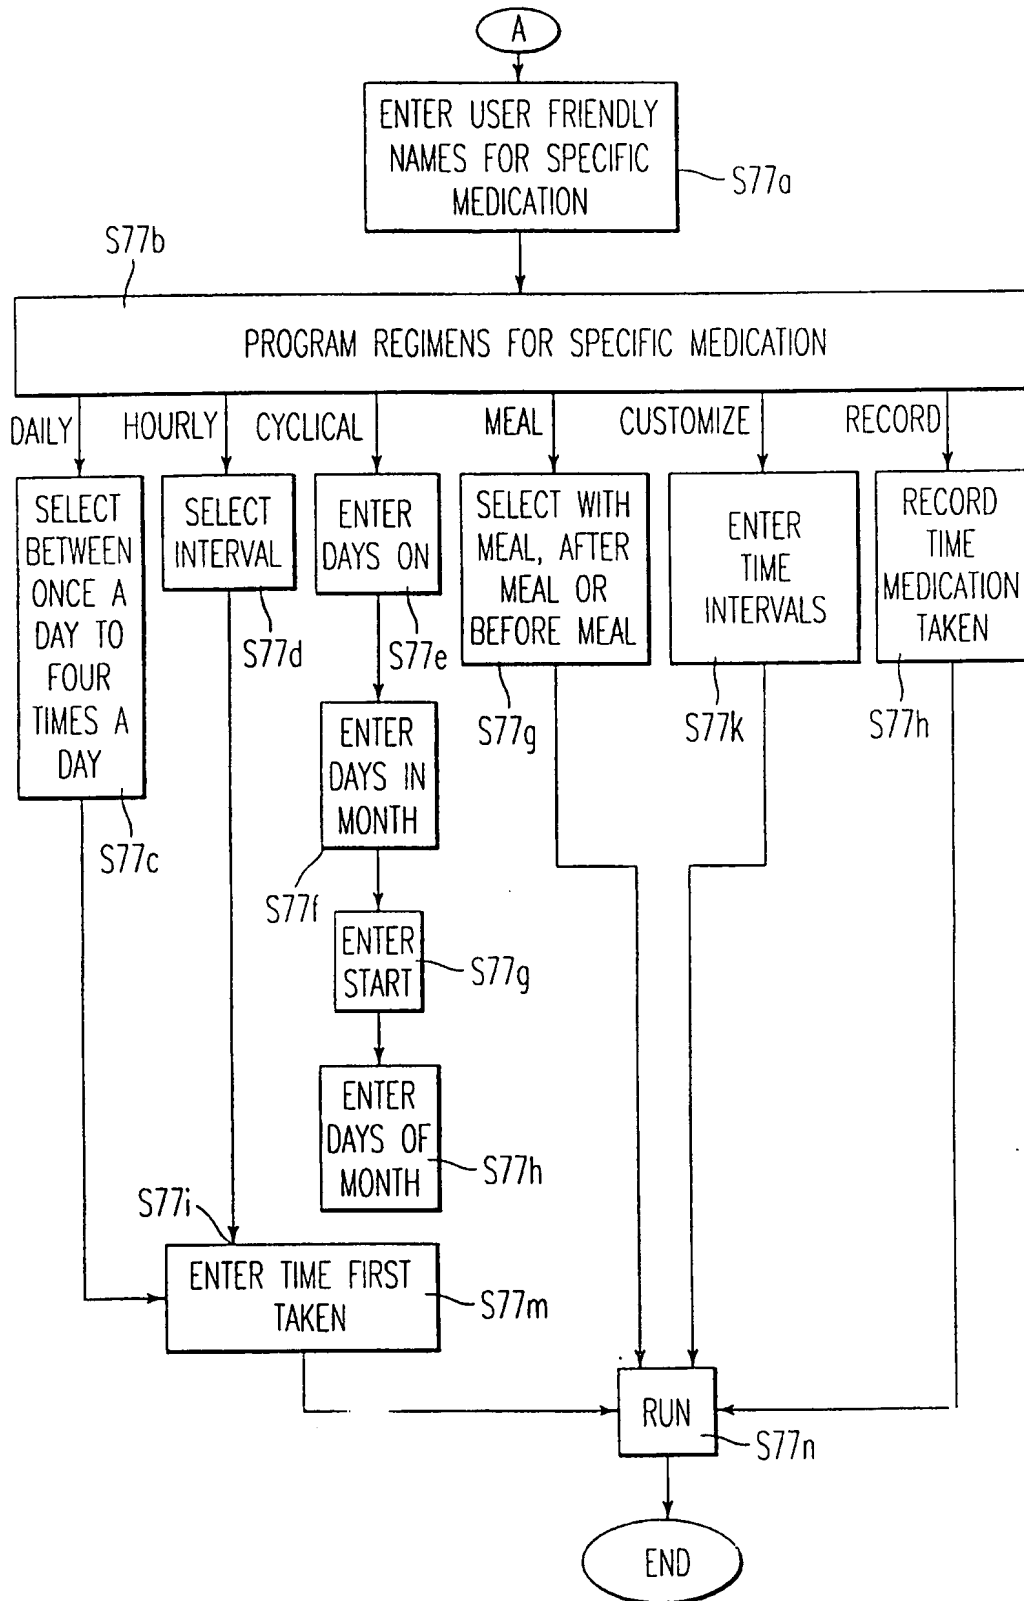 A
ENTER USER FRIENDLY
NAMES FOR SPECIFIC
MEDICATION
S77a
S77b
PROGRAM REGIMENS FOR SPECIFIC MEDICATION
DAILY
HOURLY
CYCLICAL
MEAL
CUSTOMIZE
RECORD
SELECT
BETWEEN
ONCE A
DAY TO
FOUR
TIMES A
DAY
S77c
SELECT
INTERVAL
S77d
ENTER
DAYS ON
S77e
ENTER
DAYS IN
MONTH
S77f
ENTER
START
S77g
ENTER
DAYS OF
MONTH
S77h
SELECT WITH
MEAL, AFTER
MEAL OR
BEFORE MEAL
S77g
ENTER
TIME
INTERVALS
S77k
RECORD
TIME
MEDICATION
TAKEN
S77h
S77i
ENTER TIME FIRST
TAKEN
S77m
RUN
S77n
END